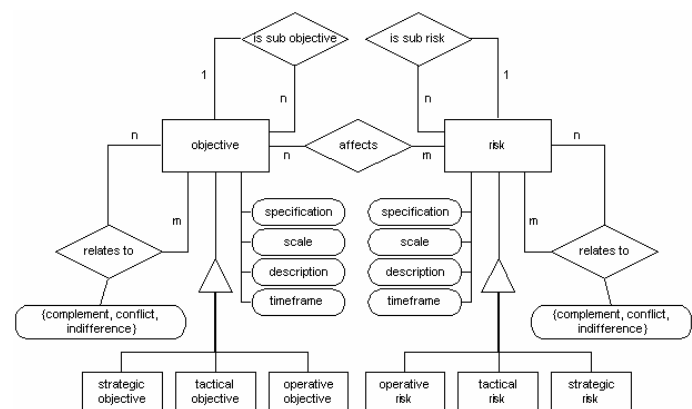 is sub objective
is sub risk
1
n
n
1
n
objective
n
affects
m
risk
n
m
m
specification
specification
scale
scale
relates to
relates to
description
description
timeframe
timeframe
{complement, conflict,
indifference}
{complement, conflict,
indifference}
strategic
objective
tactical
objective
operative
objective
operative
risk
tactical
risk
strategic
risk